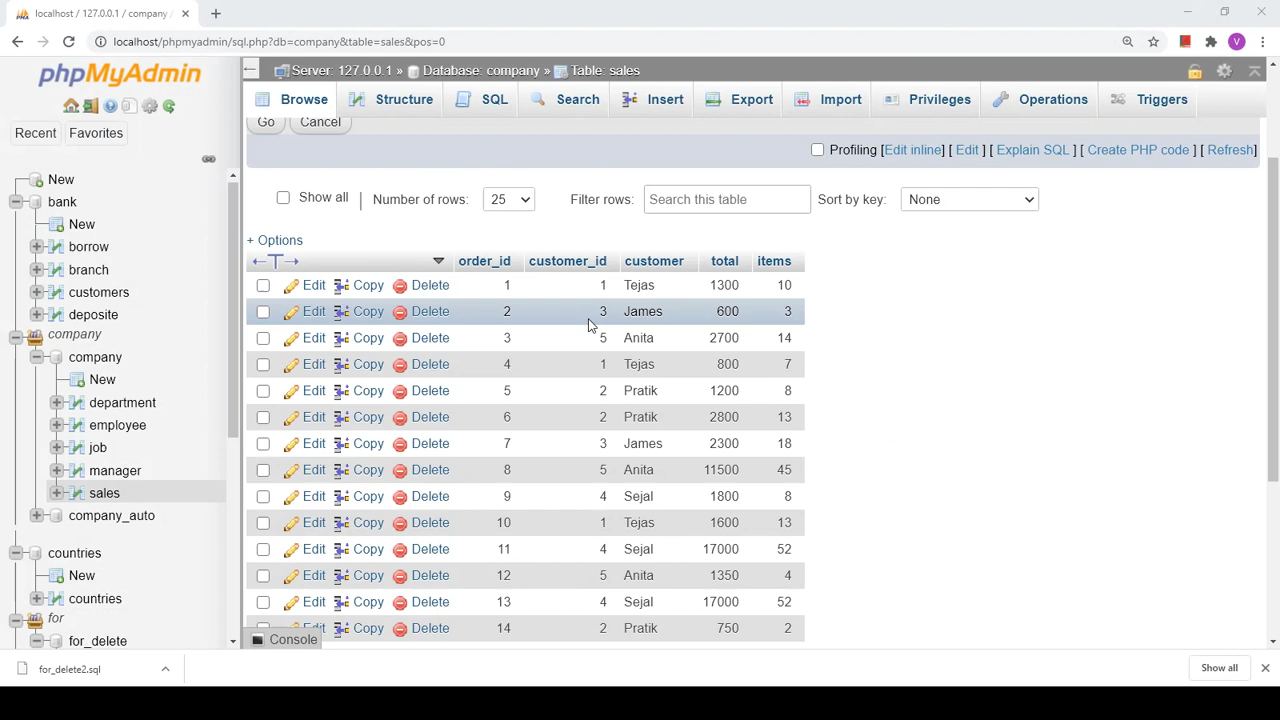 localhost / 127.0.0.1 / company /
localhost/phpmyadmin/sql.php?db=company&table=sales&pos=0
V
phpMyAdmin
Recent
Favorites
New
bank
New
borrow
branch
customers
deposite
company
company
New
department
employee
job
manager
sales
company_auto
countries
New
countries
for
for_delete
Server: 127.0.0.1 » Database: company » Table: sales
Browse Structure SQL Search Insert Export Import Privileges Operations Triggers
Go Cancel
Profiling [Edit inline] [ Edit ] [ Explain SQL ] [ Create PHP code ] [ Refresh]
Show all Number of rows: 25 Filter rows: Search this table Sort by key: None
+ Options
←T→ order_id customer_id customer total items
Edit Copy Delete 1 1 Tejas 1300 10
Edit Copy Delete 2 3 James 600 3
Edit Copy Delete 3 5 Anita 2700 14
Edit Copy Delete 4 1 Tejas 800 7
Edit Copy Delete 5 2 Pratik 1200 8
Edit Copy Delete 6 2 Pratik 2800 13
Edit Copy Delete 7 3 James 2300 18
Edit Copy Delete 8 5 Anita 11500 45
Edit Copy Delete 9 4 Sejal 1800 8
Edit Copy Delete 10 1 Tejas 1600 13
Edit Copy Delete 11 4 Sejal 17000 52
Edit Copy Delete 12 5 Anita 1350 4
Edit Copy Delete 13 4 Sejal 17000 52
Edit Copy Delete 14 2 Pratik 750 2
Console
for_delete2.sql
Show all